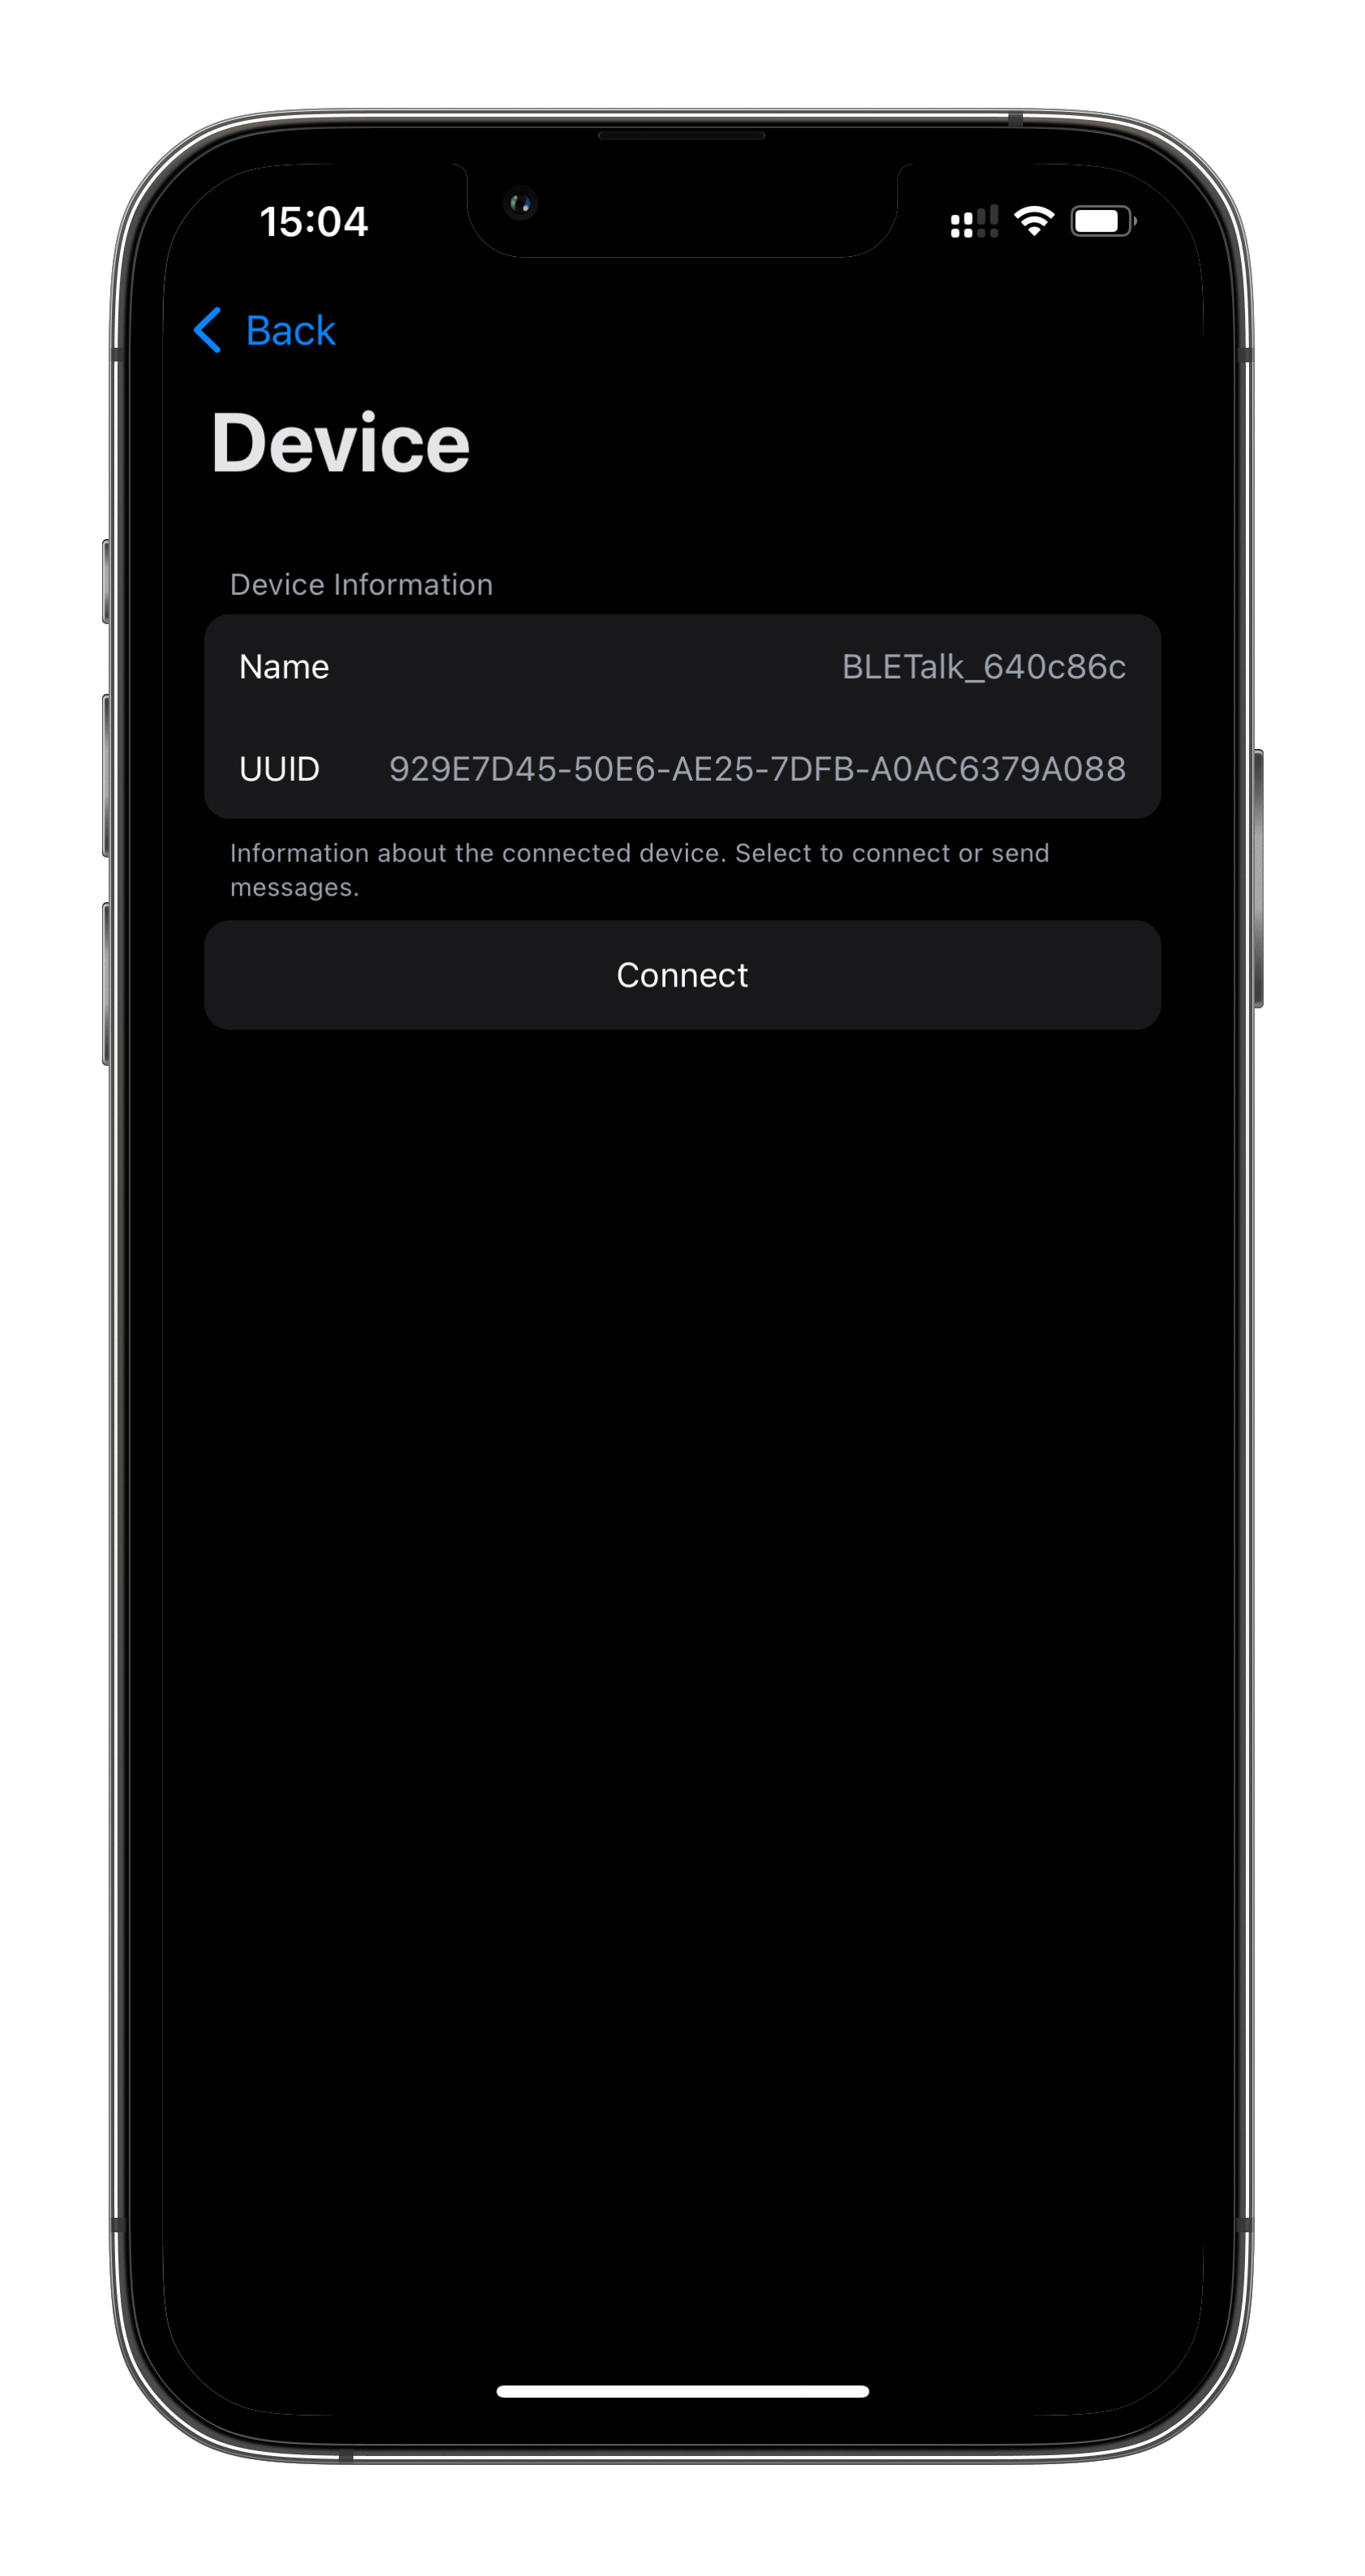 15:04
Back
Device
Device Information
Name BLETalk_640c86c
UUID 929E7D45-50E6-AE25-7DFB-A0AC6379A088
Information about the connected device. Select to connect or send
messages.
Connect